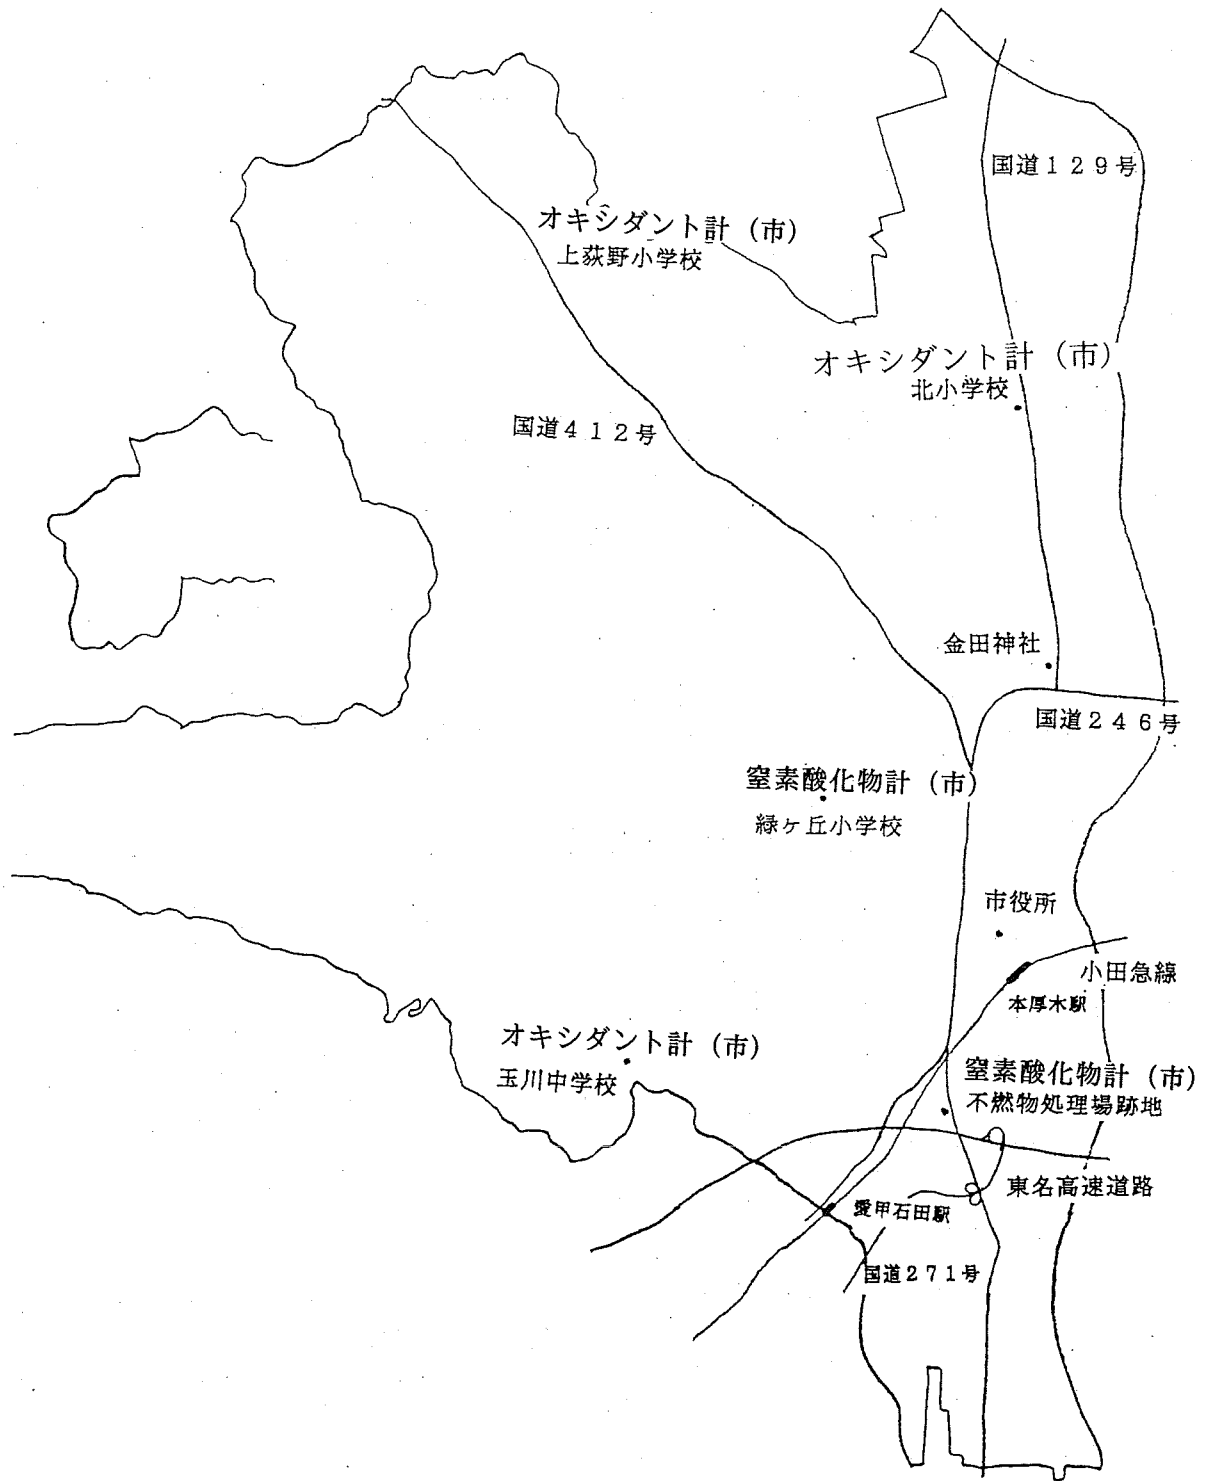 国道１２９号
オキシダント計（市）
上荻野小学校
オキシダント計（市）
北小学校
国道４１２号
金田神社
国道２４６号
窒素酸化物計（市）
緑ヶ丘小学校
市役所
小田急線
本厚木駅
オキシダント計（市）
玉川中学校
窒素酸化物計（市）
不燃物処理場跡地
東名高速道路
愛甲石田駅
国道２７１号